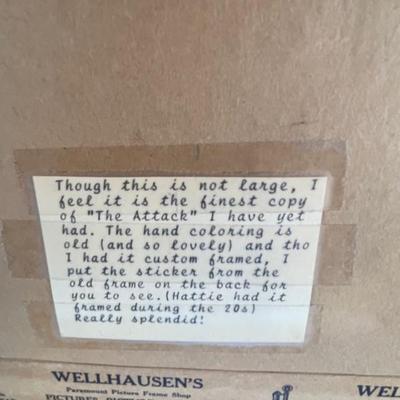 Though this is not large, I
feel it is the finest copy
of "The Attack" I have yet
had. The hand coloring is
old (and so lovely) and tho
I had it custom framed, I
put the sticker from the
old frame on the back for
you to see.(Hattie had it
framed during the 20s)
Really splendid!
WELLHAUSEN'S WEL
Paramount Picture Frame Shop